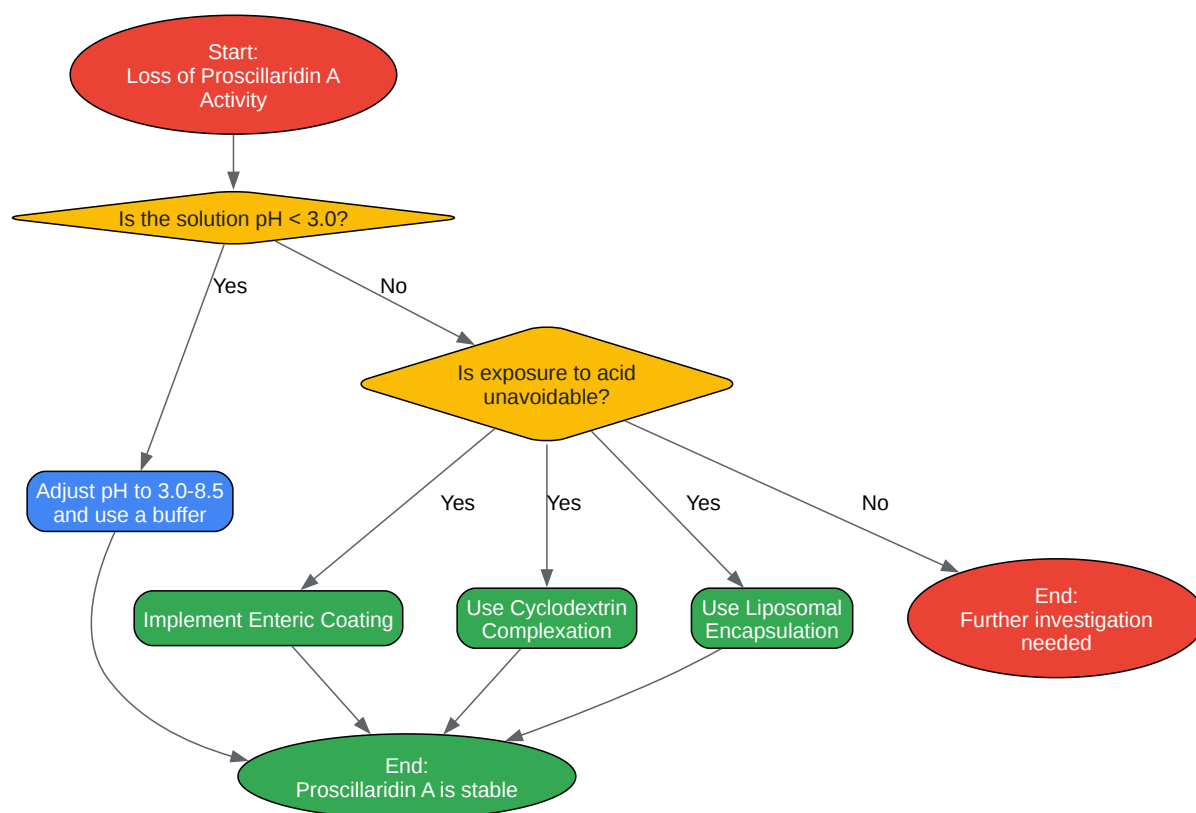 Start:
Loss of Proscillaridin A
Activity
Is the solution pH < 3.0?
Yes
No
Is exposure to acid
unavoidable?
Adjust pH to 3.0-8.5
and use a buffer
Yes
Yes
Yes
No
Implement Enteric Coating
Use Cyclodextrin
Complexation
Use Liposomal
Encapsulation
End:
Further investigation
needed
End:
Proscillaridin A is stable